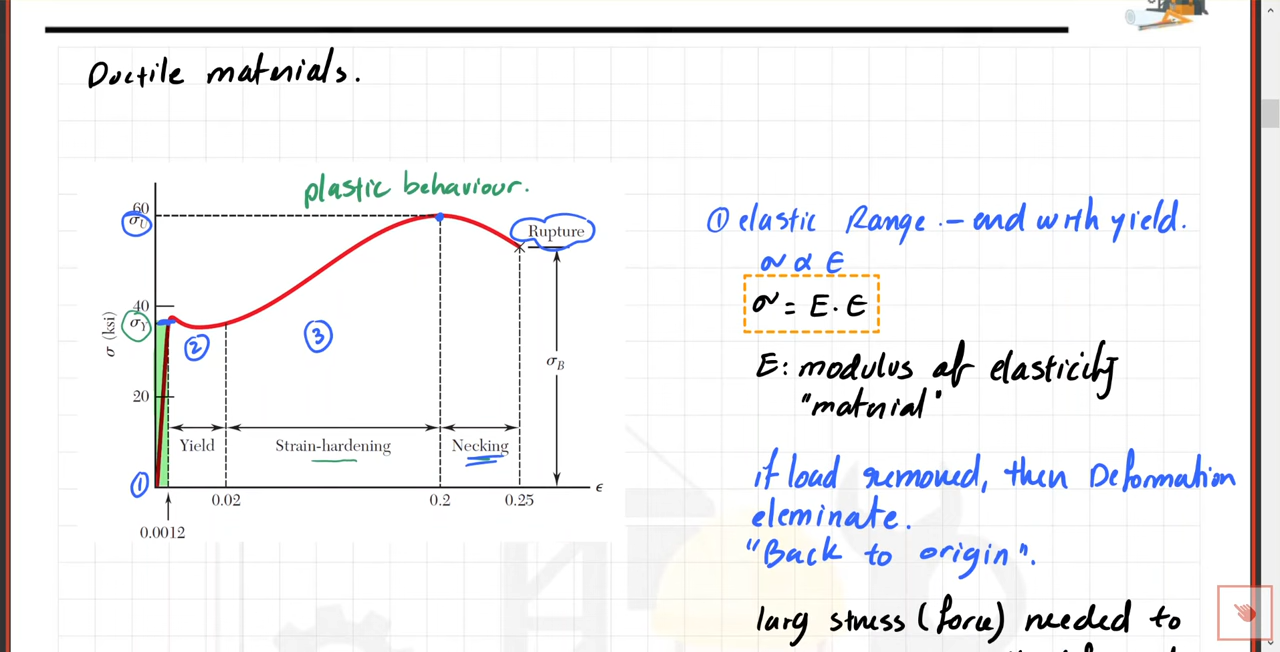 Ductile materials.
plastic behaviour.
60
σU
Rupture
40
σY
σ (ksi)
②
③
σB
20
Yield
Strain-hardening
Necking
①
0.02
0.2
0.25
ϵ
0.0012
① elastic Range .- end with yield.
σ α ϵ
σ = E . ϵ
E: modulus of elasticity
"material"
if load removed, then Deformation
eleminate.
"Back to origin".
larg stress (force) needed to